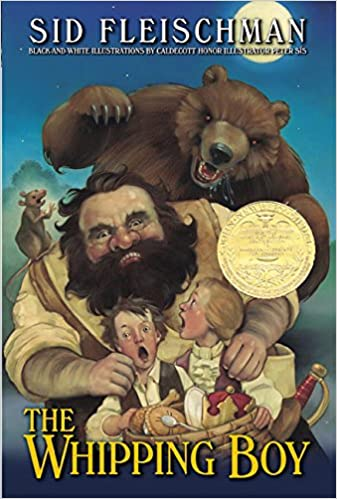 SID FLEISCHMAN
BLACK-AND-WHITE ILLUSTRATIONS BY CALDECOTT HONOR ILLUSTRATOR PETER SÍS
THE
WHIPPING BOY